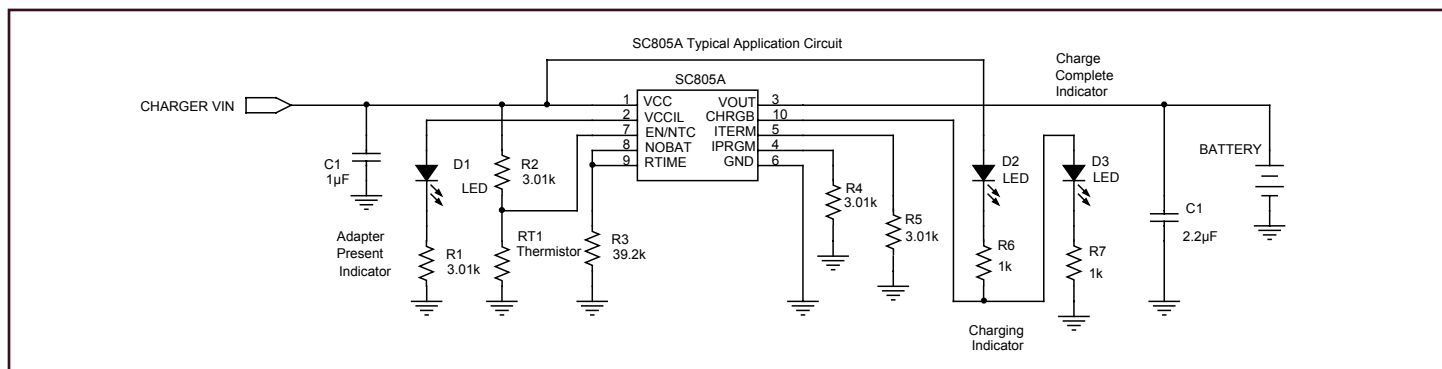 SC805A Typical Application Circuit
SC805A
Charge
Complete
Indicator
CHARGER VIN
1 VCC
VOUT 3
2 VCCIL
CHRGB 10
7 EN/NTC
ITERM 5
8 NOBAT
IPRGM 4
9 RTIME
GND 6
C1
1µF
D1
LED
R2
3.01k
R4
3.01k
D2
LED
D3
LED
BATTERY
Adapter
Present
Indicator
R1
3.01k
RT1
Thermistor
R3
39.2k
R5
3.01k
R6
1k
R7
1k
C1
2.2µF
Charging
Indicator